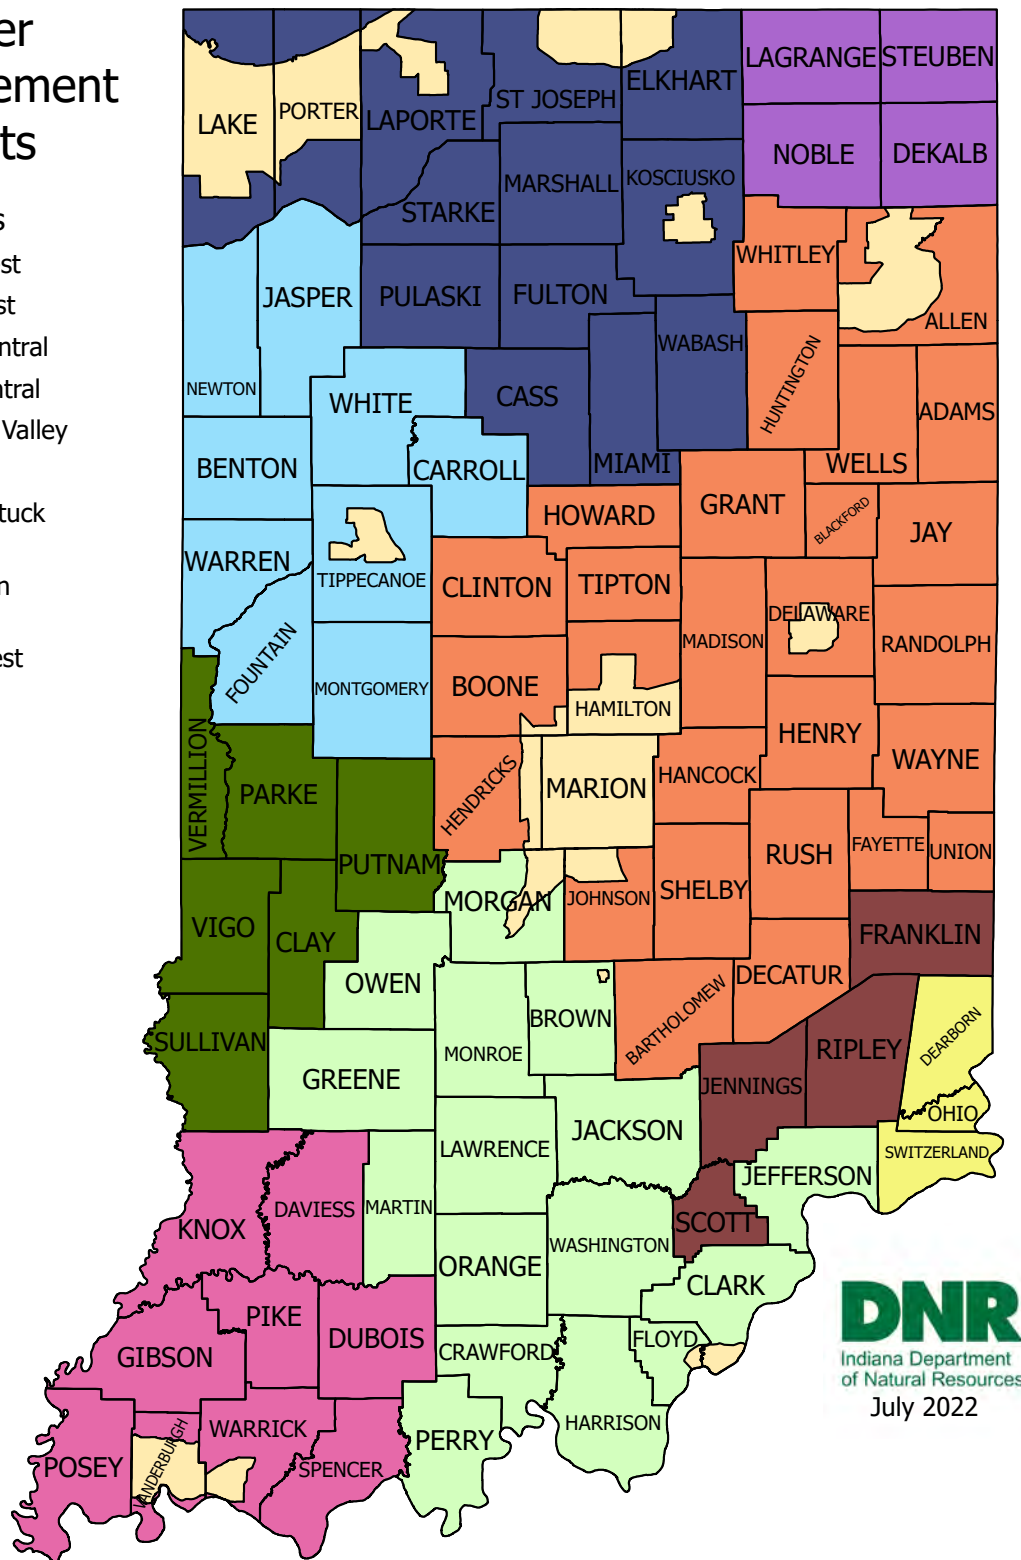 er
ement
ts
s
st
st
ntral
ntral
Valley
tuck
n
est
LAGRANGE
STEUBEN
ELKHART
ST JOSEPH
LAPORTE
PORTER
LAKE
NOBLE
DEKALB
MARSHALL
KOSCIUSKO
STARKE
WHITLEY
JASPER
PULASKI
FULTON
ALLEN
WABASH
HUNTINGTON
NEWTON
WHITE
CASS
ADAMS
BENTON
CARROLL
MIAMI
WELLS
HOWARD
GRANT
BLACKFORD
JAY
WARREN
TIPPECANOE
CLINTON
TIPTON
DELAWARE
MADISON
RANDOLPH
FOUNTAIN
MONTGOMERY
BOONE
HAMILTON
HENRY
WAYNE
VERMILLION
PARKE
HENDRICKS
MARION
HANCOCK
PUTNAM
RUSH
FAYETTE
UNION
MORGAN
JOHNSON
SHELBY
VIGO
CLAY
FRANKLIN
OWEN
DECATUR
BROWN
BARTHOLOMEW
SULLIVAN
MONROE
RIPLEY
DEARBORN
GREENE
JENNINGS
OHIO
LAWRENCE
JACKSON
SWITZERLAND
JEFFERSON
DAVIESS
MARTIN
KNOX
SCOTT
ORANGE
WASHINGTON
CLARK
PIKE
DUBOIS
FLOYD
GIBSON
CRAWFORD
WARRICK
HARRISON
PERRY
POSEY
VANDERBURGH
SPENCER
DNR
Indiana Department
of Natural Resources
July 2022